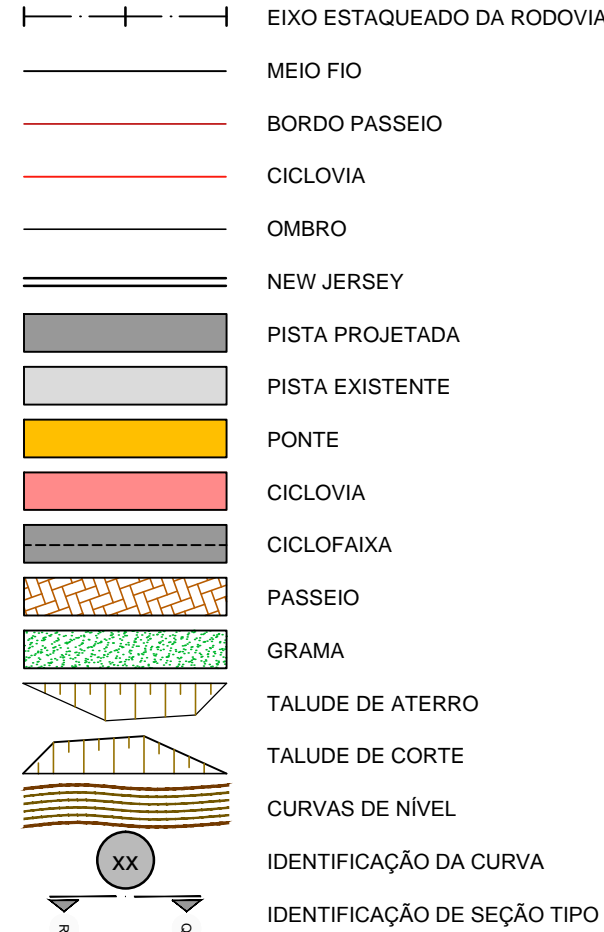 EIXO ESTAQUEADO DA RODOVIA
MEIO FIO
BORDO PASSEIO
CICLOVIA
OMBRO
NEW JERSEY
PISTA PROJETADA
PISTA EXISTENTE
PONTE
CICLOVIA
CICLOFAIXA
PASSEIO
GRAMA
TALUDE DE ATERRO
TALUDE DE CORTE
CURVAS DE NÍVEL
XX IDENTIFICAÇÃO DA CURVA
IDENTIFICAÇÃO DE SEÇÃO TIPO
R Q